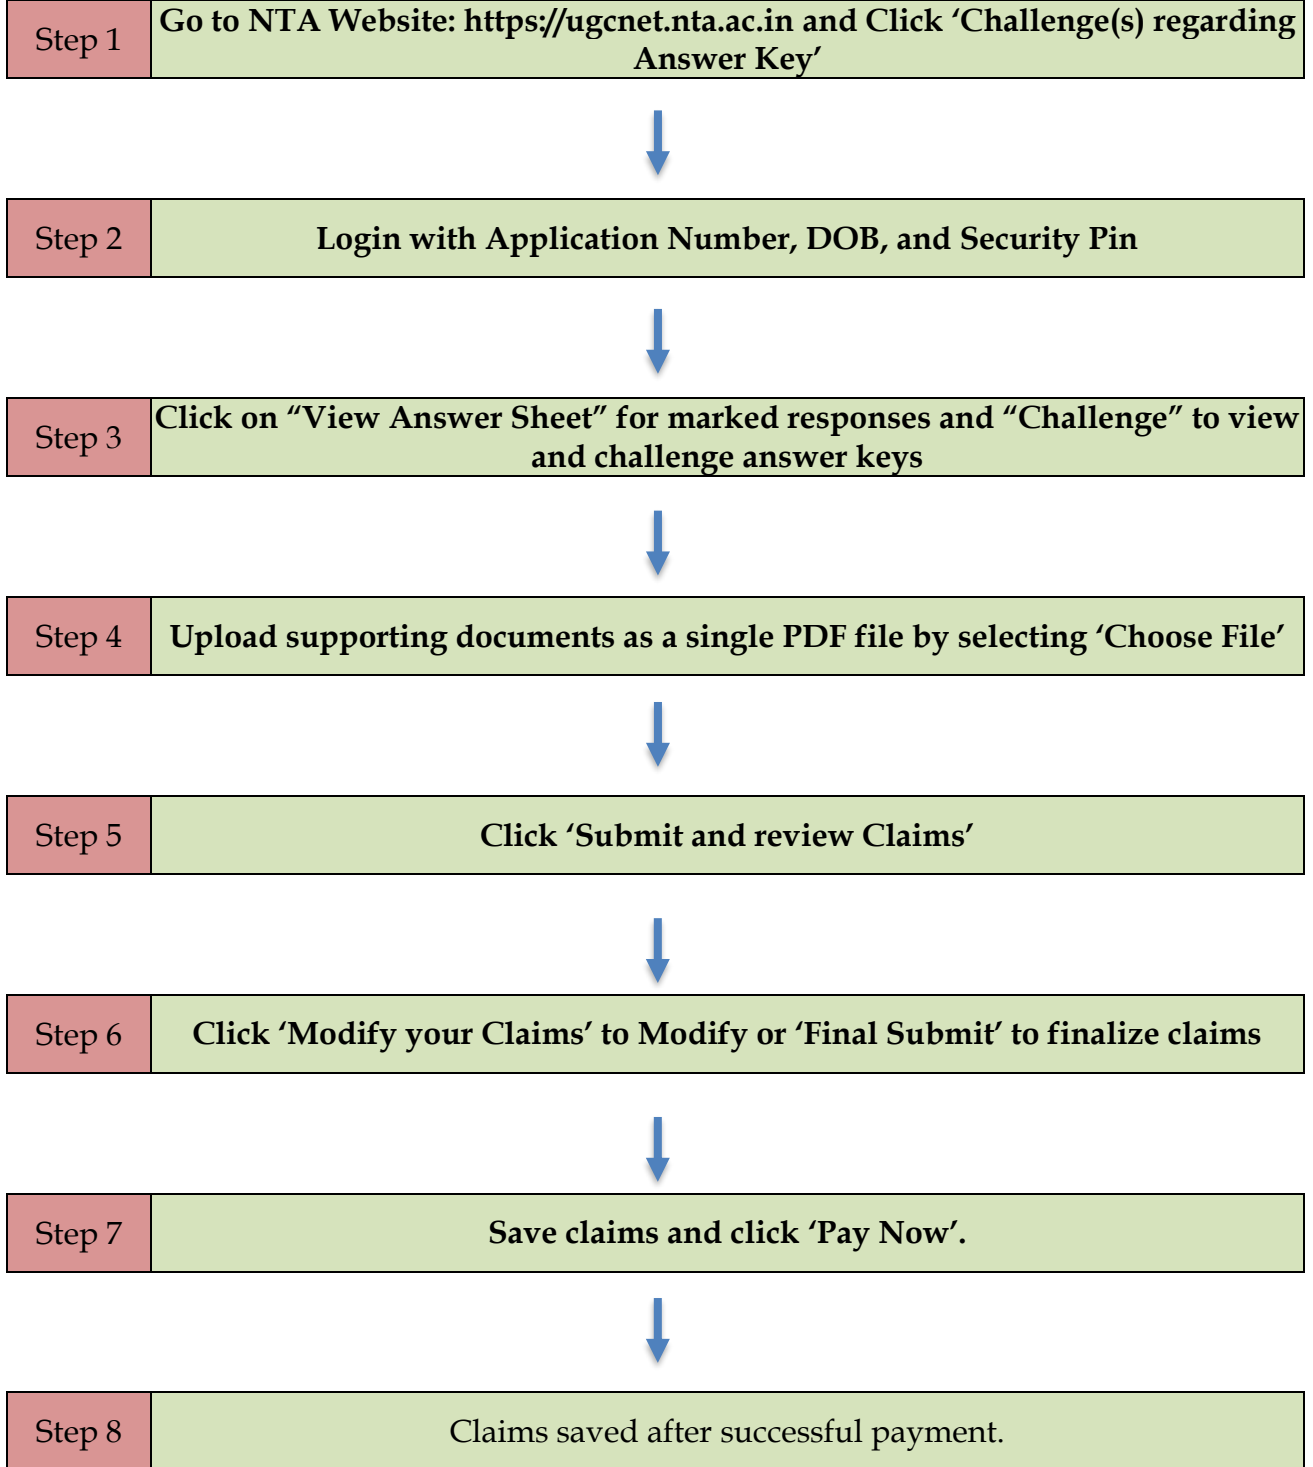 Step 1
Go to NTA Website: https://ugcnet.nta.ac.in and Click ‘Challenge(s) regarding
Answer Key’
Step 2
Login with Application Number, DOB, and Security Pin
Step 3
Click on “View Answer Sheet” for marked responses and “Challenge” to view
and challenge answer keys
Step 4
Upload supporting documents as a single PDF file by selecting ‘Choose File’
Step 5
Click ‘Submit and review Claims’
Step 6
Click ‘Modify your Claims’ to Modify or ‘Final Submit’ to finalize claims
Step 7
Save claims and click ‘Pay Now’.
Step 8
Claims saved after successful payment.